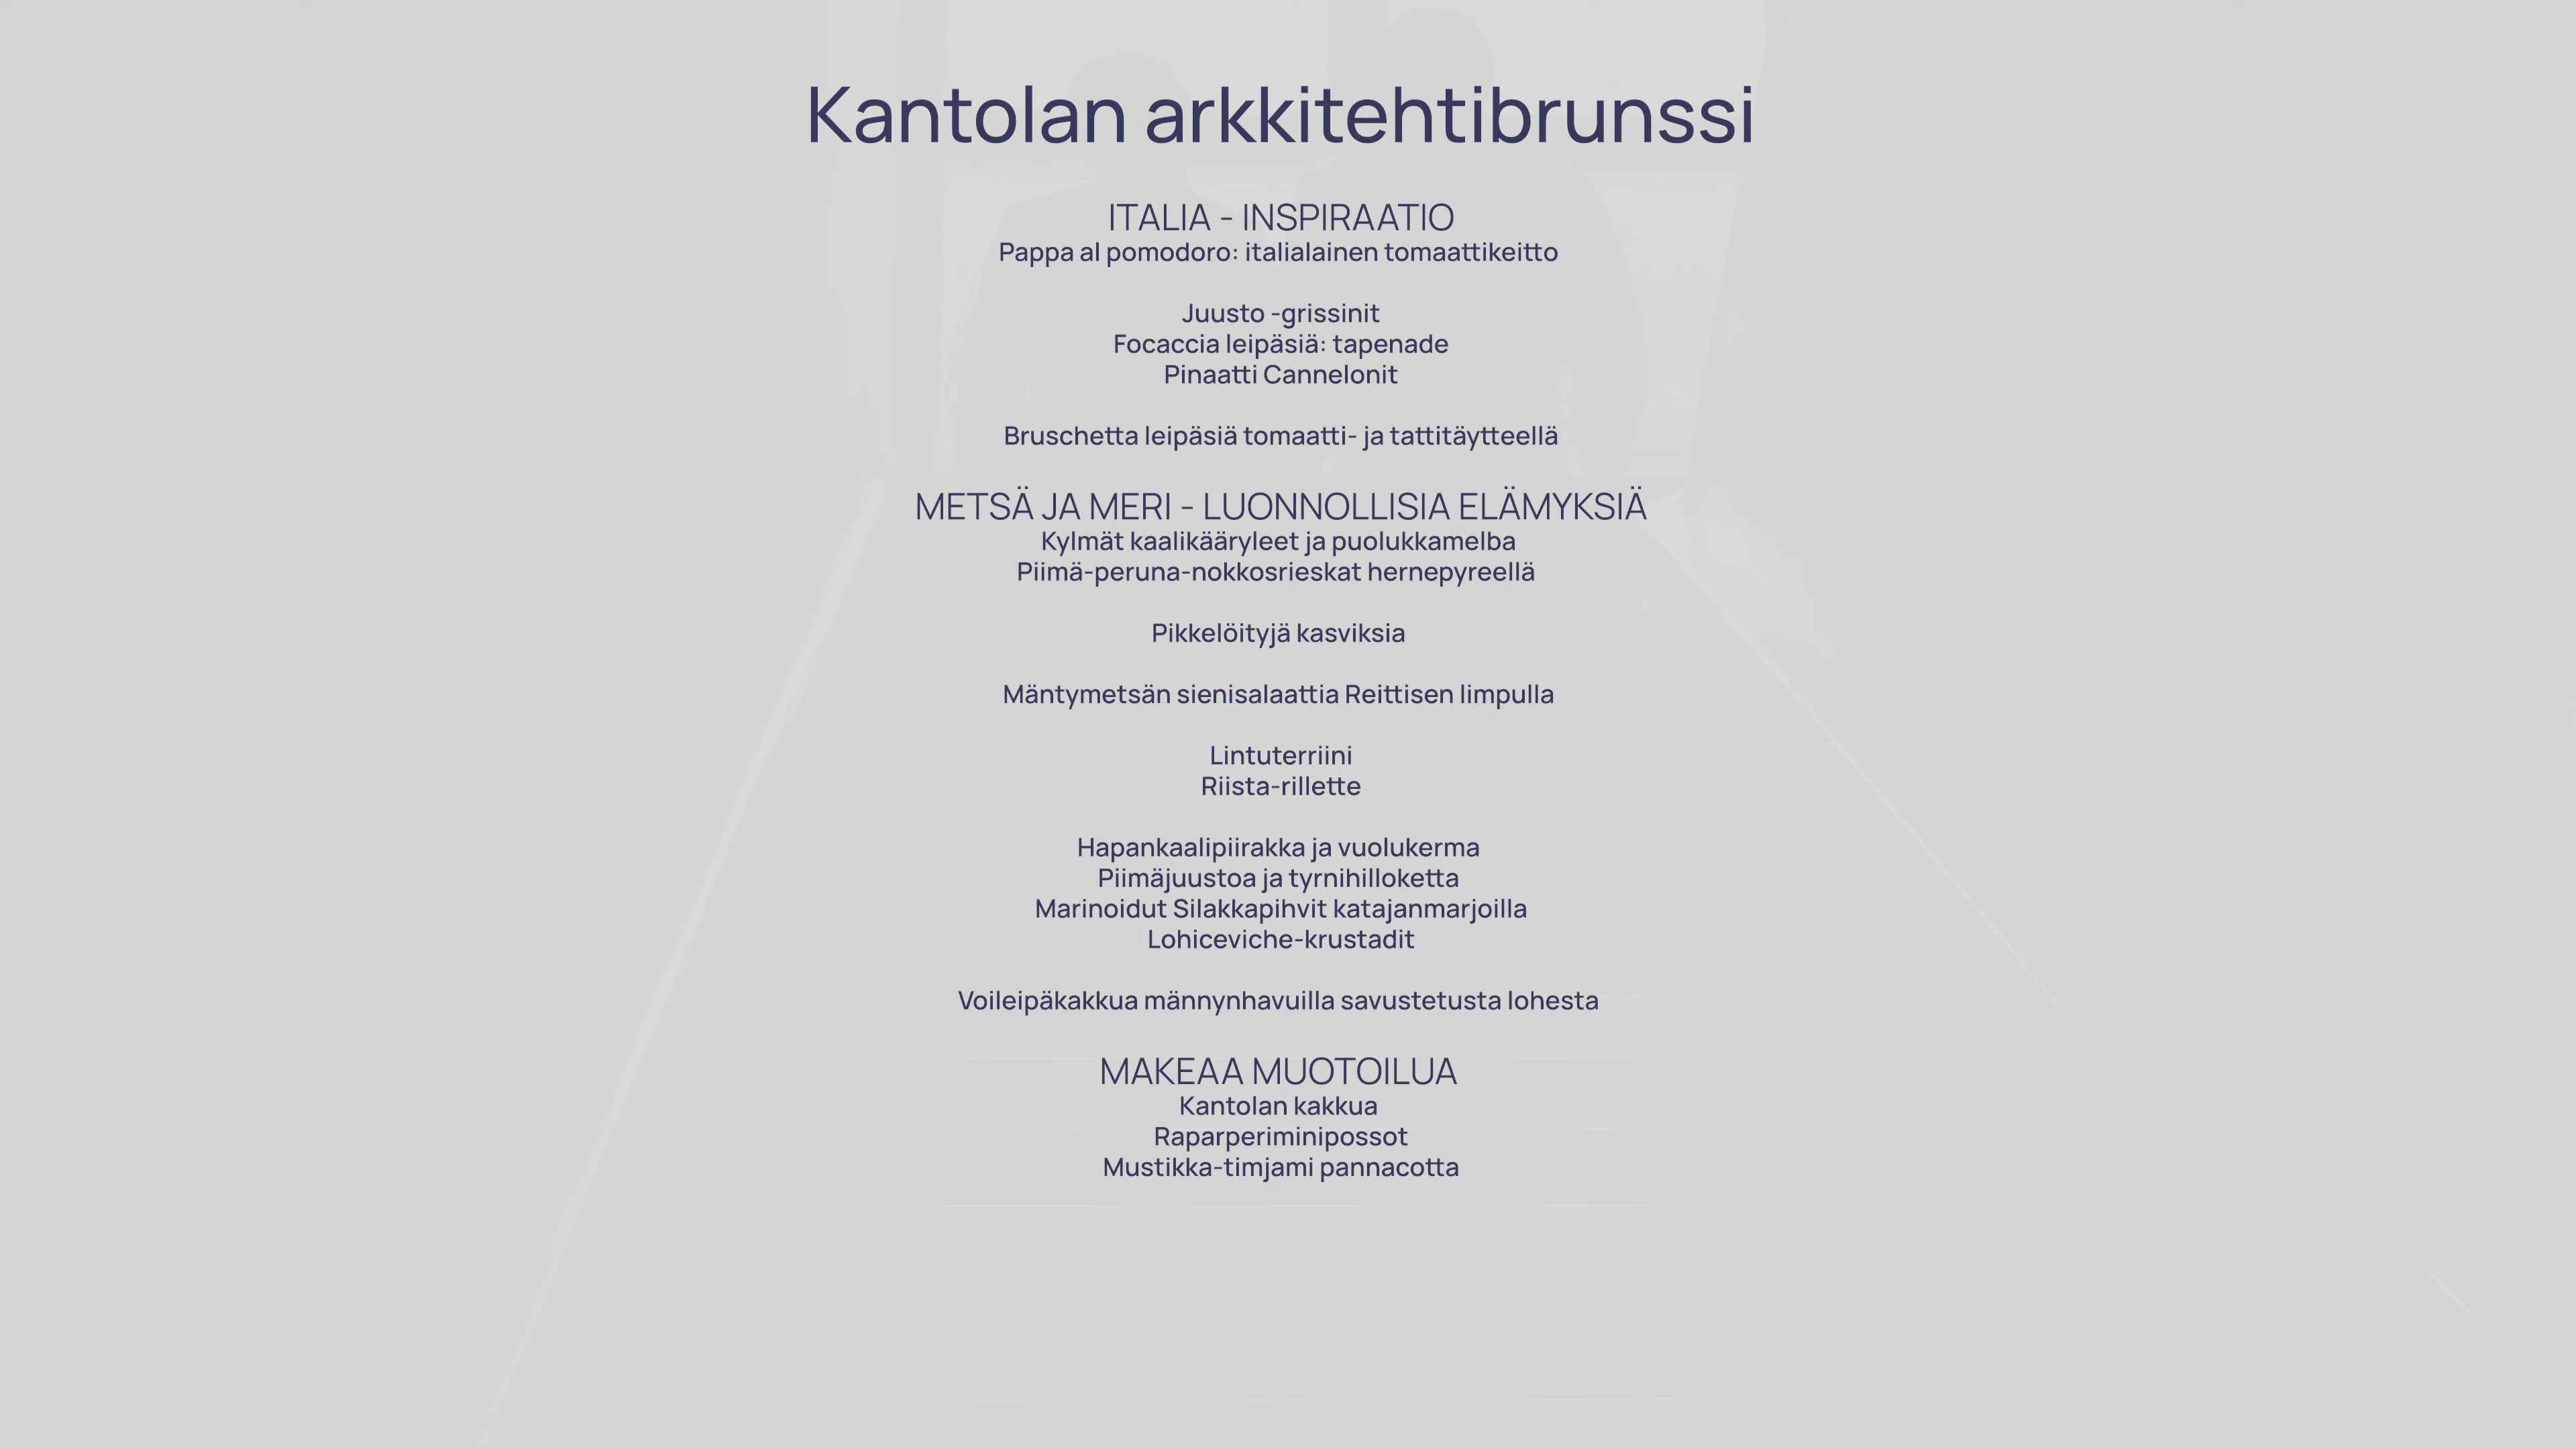 Kantolan arkkitehtibrunssi
ITALIA - INSPIRAATIO
Pappa al pomodoro: italialainen tomaattikeitto
Juusto -grissinit
Focaccia leipäsiä: tapenade
Pinaatti Cannelonit
Bruschetta leipäsiä tomaatti- ja tattitäytteellä
METSÄ JA MERI - LUONNOLLISIA ELÄMYKSIÄ
Kylmät kaalikääryleet ja puolukkamelba
Piimä-peruna-nokkosrieskat hernepyreellä
Pikkelöityjä kasviksia
Mäntymetsän sienisalaattia Reittisen limpulla
Lintuterriini
Riista-rillette
Hapankaalipiirakka ja vuolukerma
Piimäjuustoa ja tyrnihilloketta
Marinoidut Silakkapihvit katajanmarjoilla
Lohiceviche-krustadit
Voileipäkakkua männynhavuilla savustetusta lohesta
MAKEAA MUOTOILUA
Kantolan kakkua
Raparperiminipossot
Mustikka-timjami pannacotta